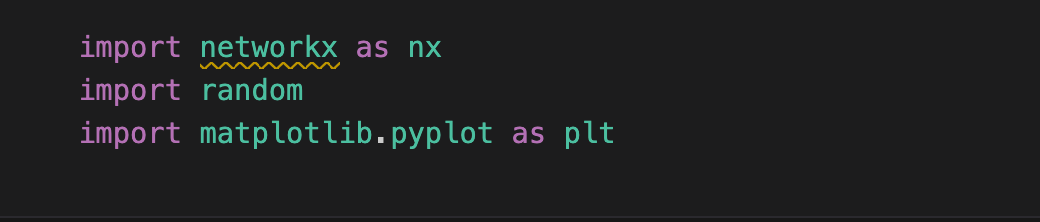 import networkx as nx
import random
import matplotlib.pyplot as plt